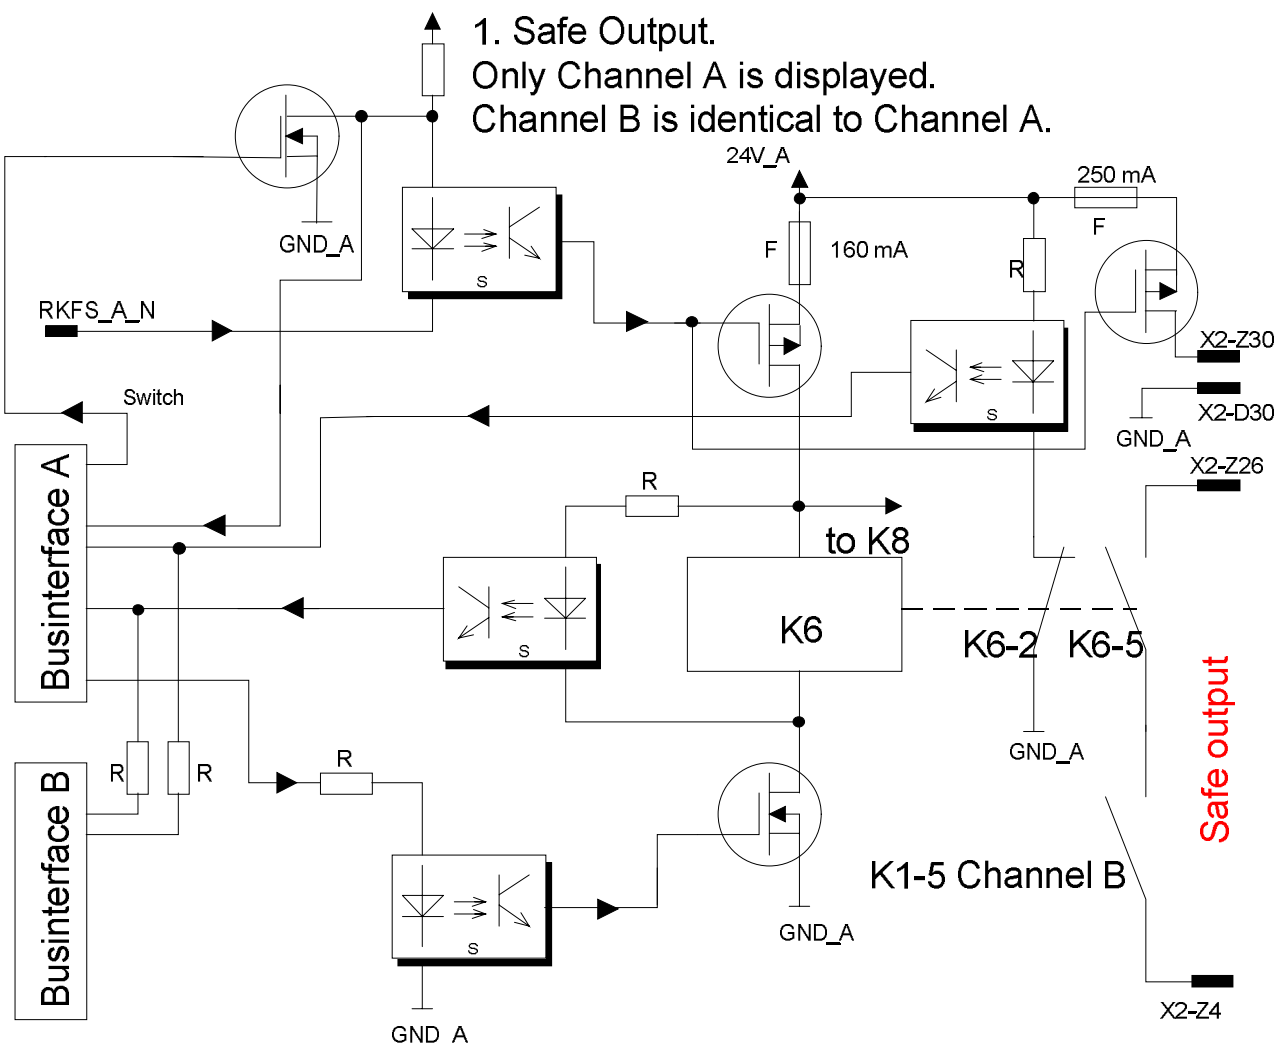 1. Safe Output.
Only Channel A is displayed.
Channel B is identical to Channel A.
24V_A
250 mA
F
F
160 mA
GND_A
S
R
RKFS_A_N
X2-Z30
Switch
S
X2-D30
GND_A
Businterface A
X2-Z26
R
to K8
K6
S
K6-2
K6-5
GND_A
Safe output
R
R
R
Businterface B
K1-5 Channel B
GND_A
S
X2-Z4
GND_A